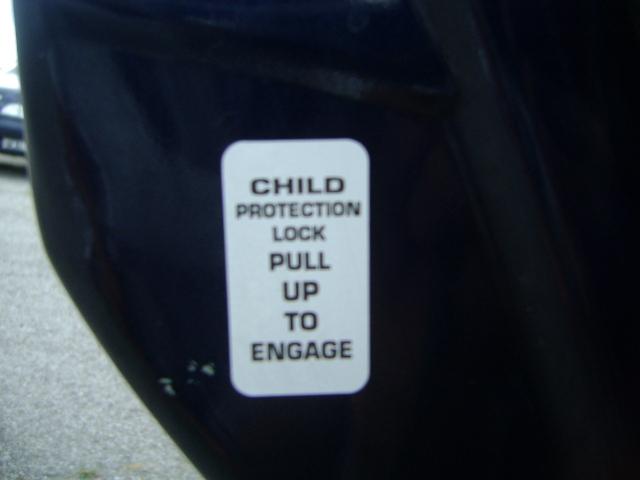 CHILD
PROTECTION
LOCK
PULL
UP
TO
ENGAGE